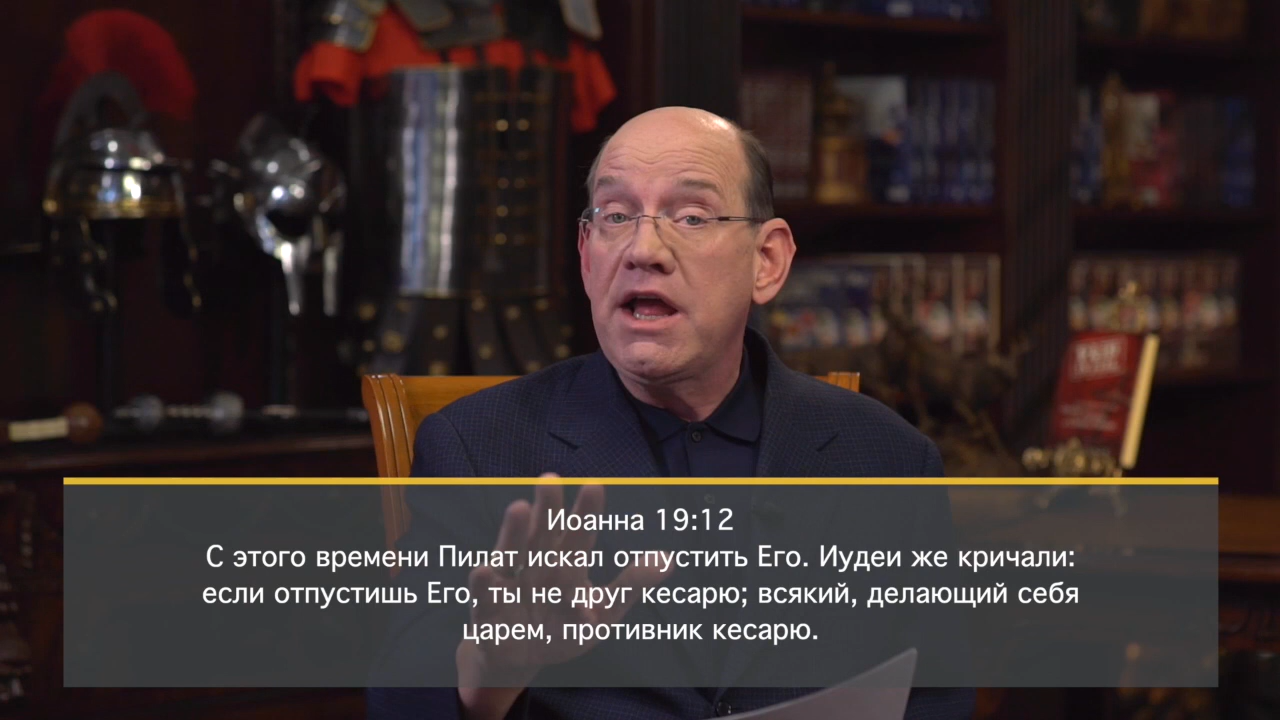 Иоанна 19:12
С этого времени Пилат искал отпустить Его. Иудеи же кричали:
если отпустишь Его, ты не друг кесарю; всякий, делающий себя
царем, противник кесарю.